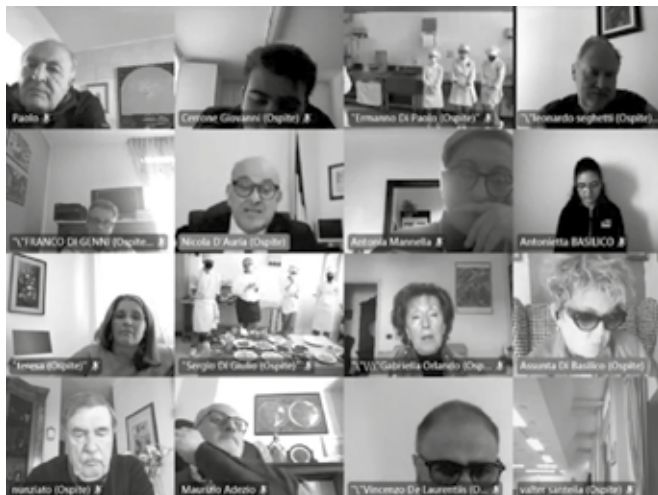 Paolo
Cerrone Giovanni (Ospite)
"Ermanno Di Paolo (Ospite)"
"\"leonardo seghetti (Ospite)...
"\"FRANCO DI GENNI (Ospite...
Nicola D'Auria (Ospite)
Antonia Mannella
Antonietta BASILICO
"teresa (Ospite)"
"Sergio Di Giulio (Ospite)"
"\"\\\"Gabriella Orlando (Osp...
Assunta Di Basilico (Ospite)
nunziato (Ospite)
Maurizio Adezio
"\"Vincenzo De Laurentiis (O...
valter santella (Ospite)